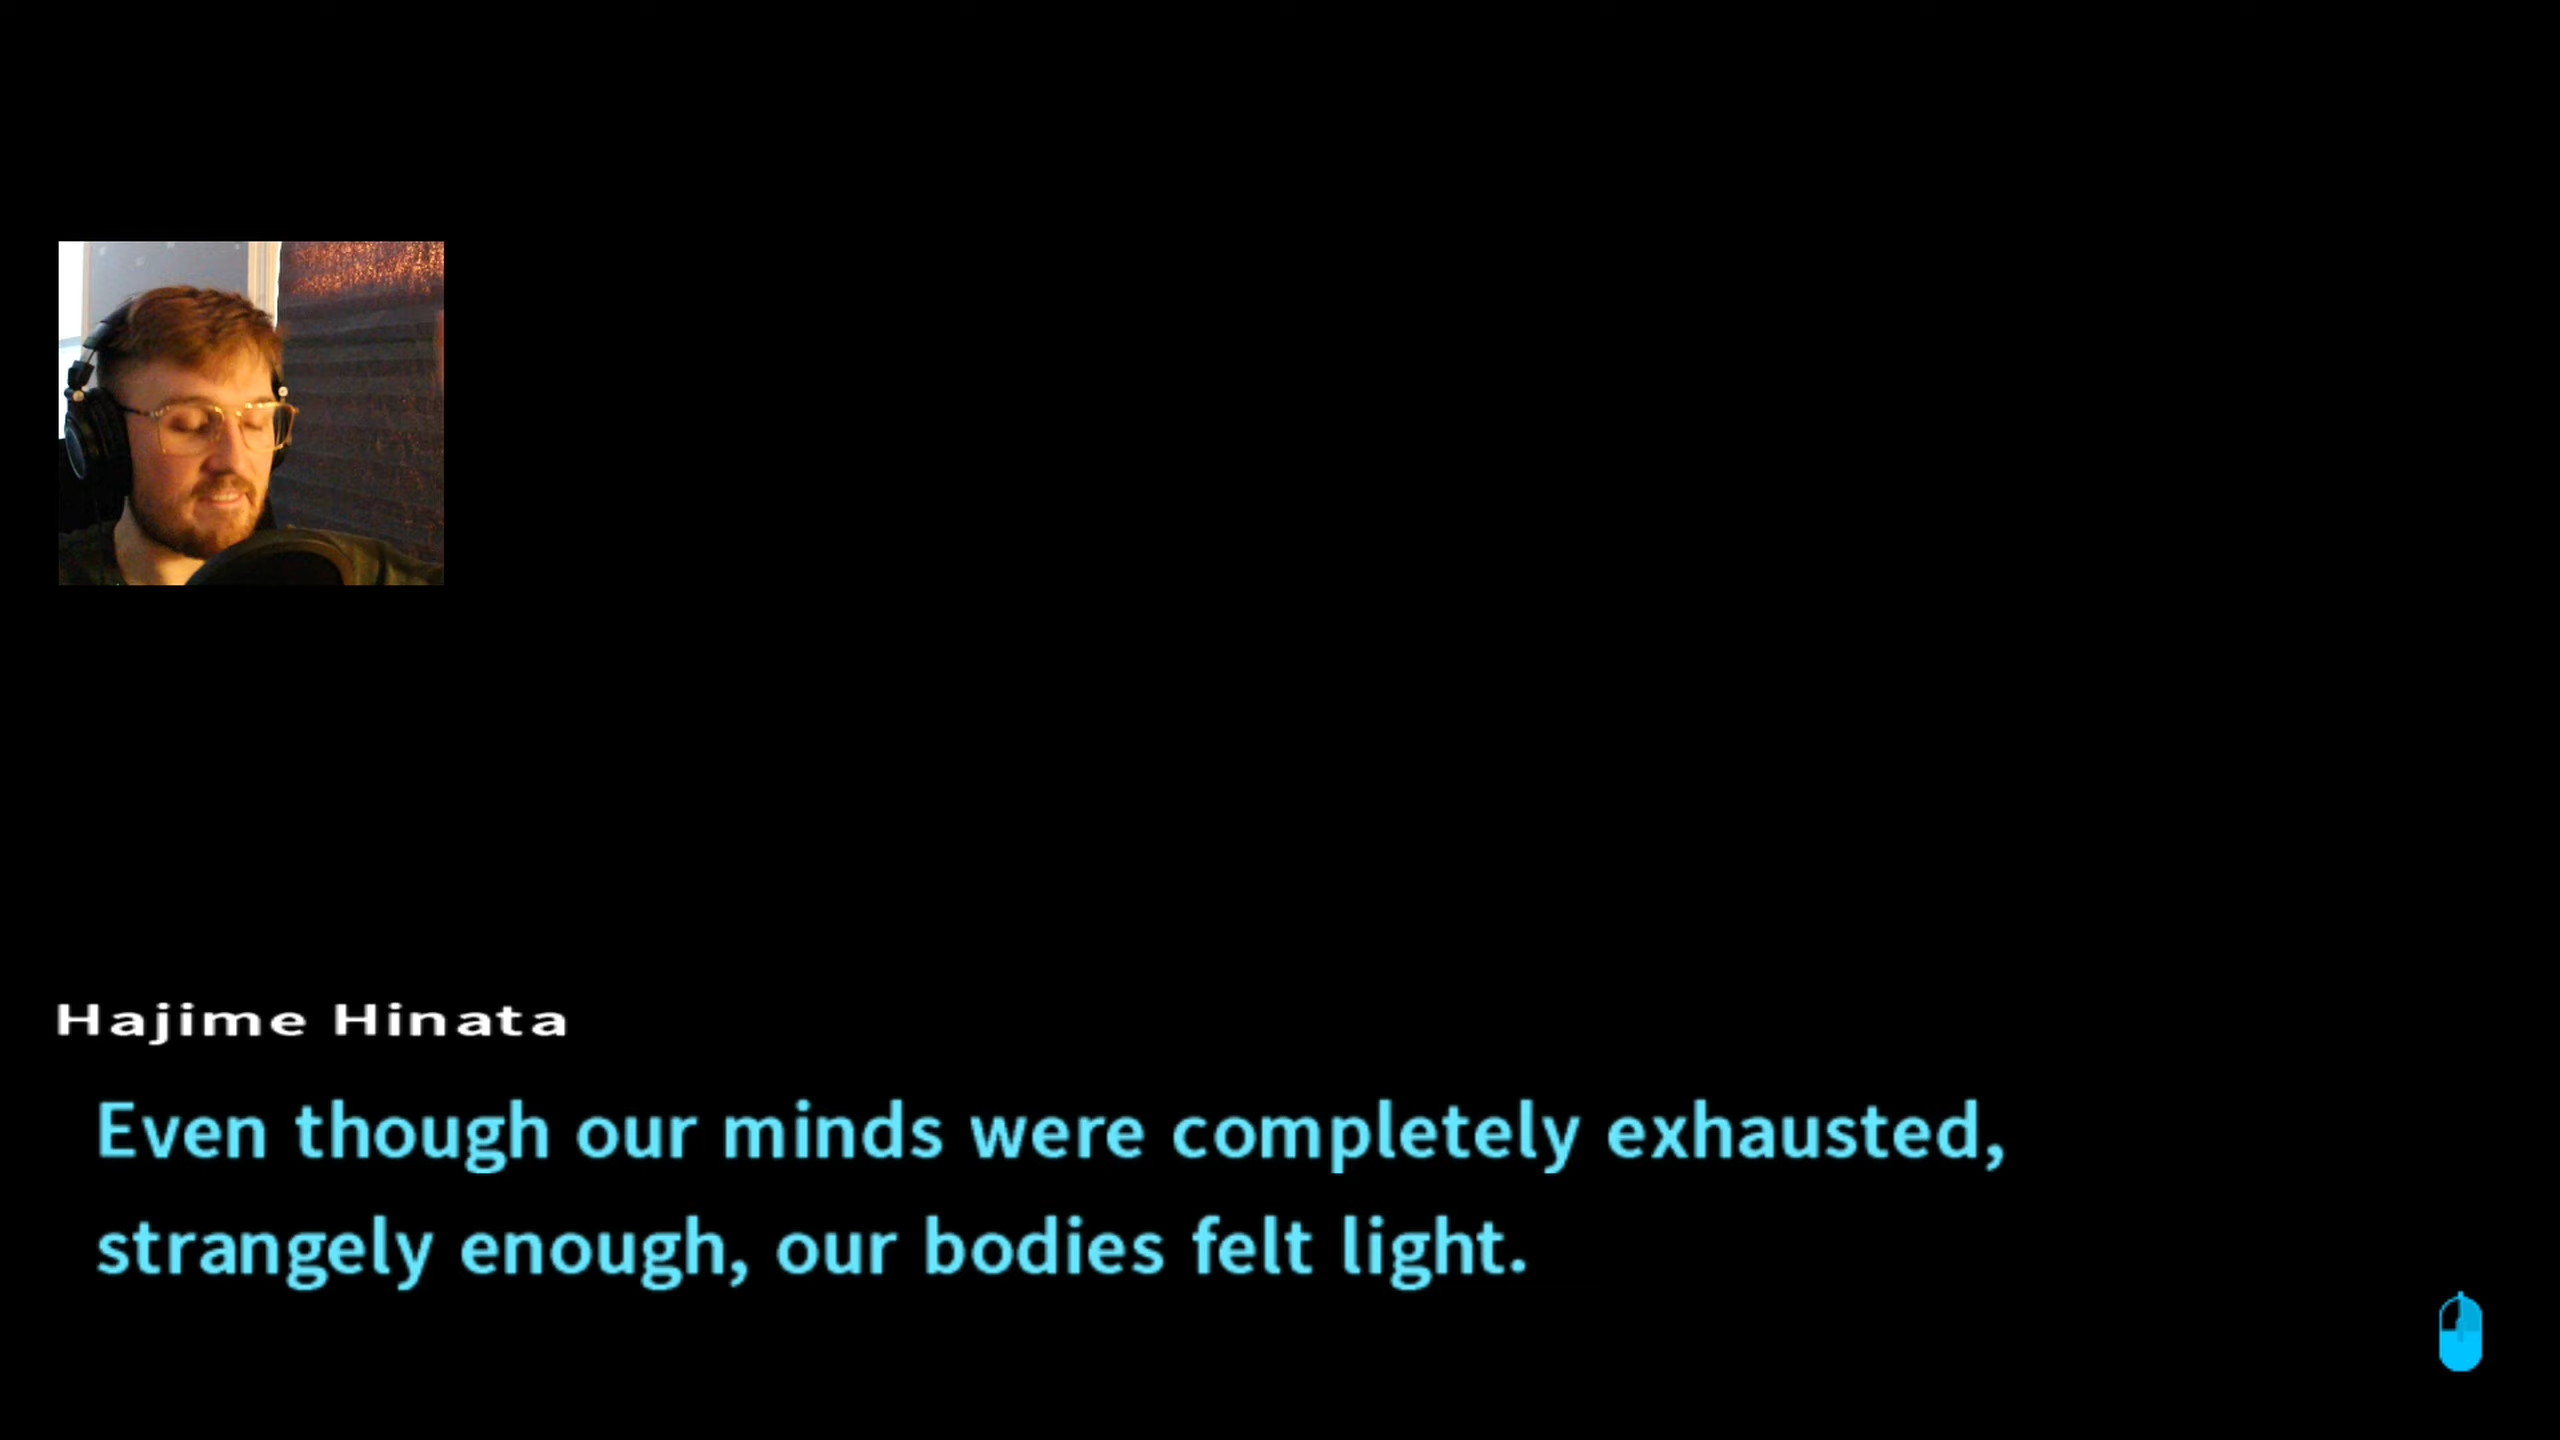 Hajime Hinata
Even though our minds were completely exhausted,
strangely enough, our bodies felt light.